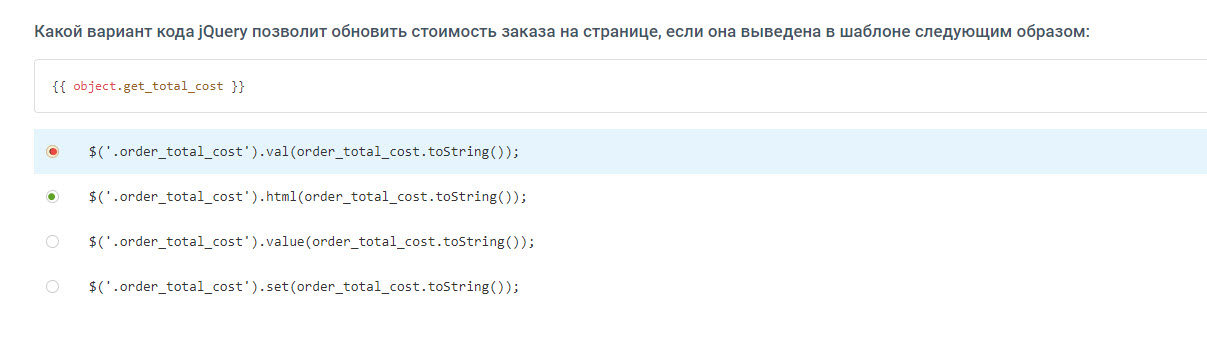 Какой вариант кода jQuery позволит обновить стоимость заказа на странице, если она выведена в шаблоне следующим образом:
{{ object.get_total_cost }}
$('.order_total_cost').val(order_total_cost.toString());
$('.order_total_cost').html(order_total_cost.toString());
$('.order_total_cost').value(order_total_cost.toString());
$('.order_total_cost').set(order_total_cost.toString());